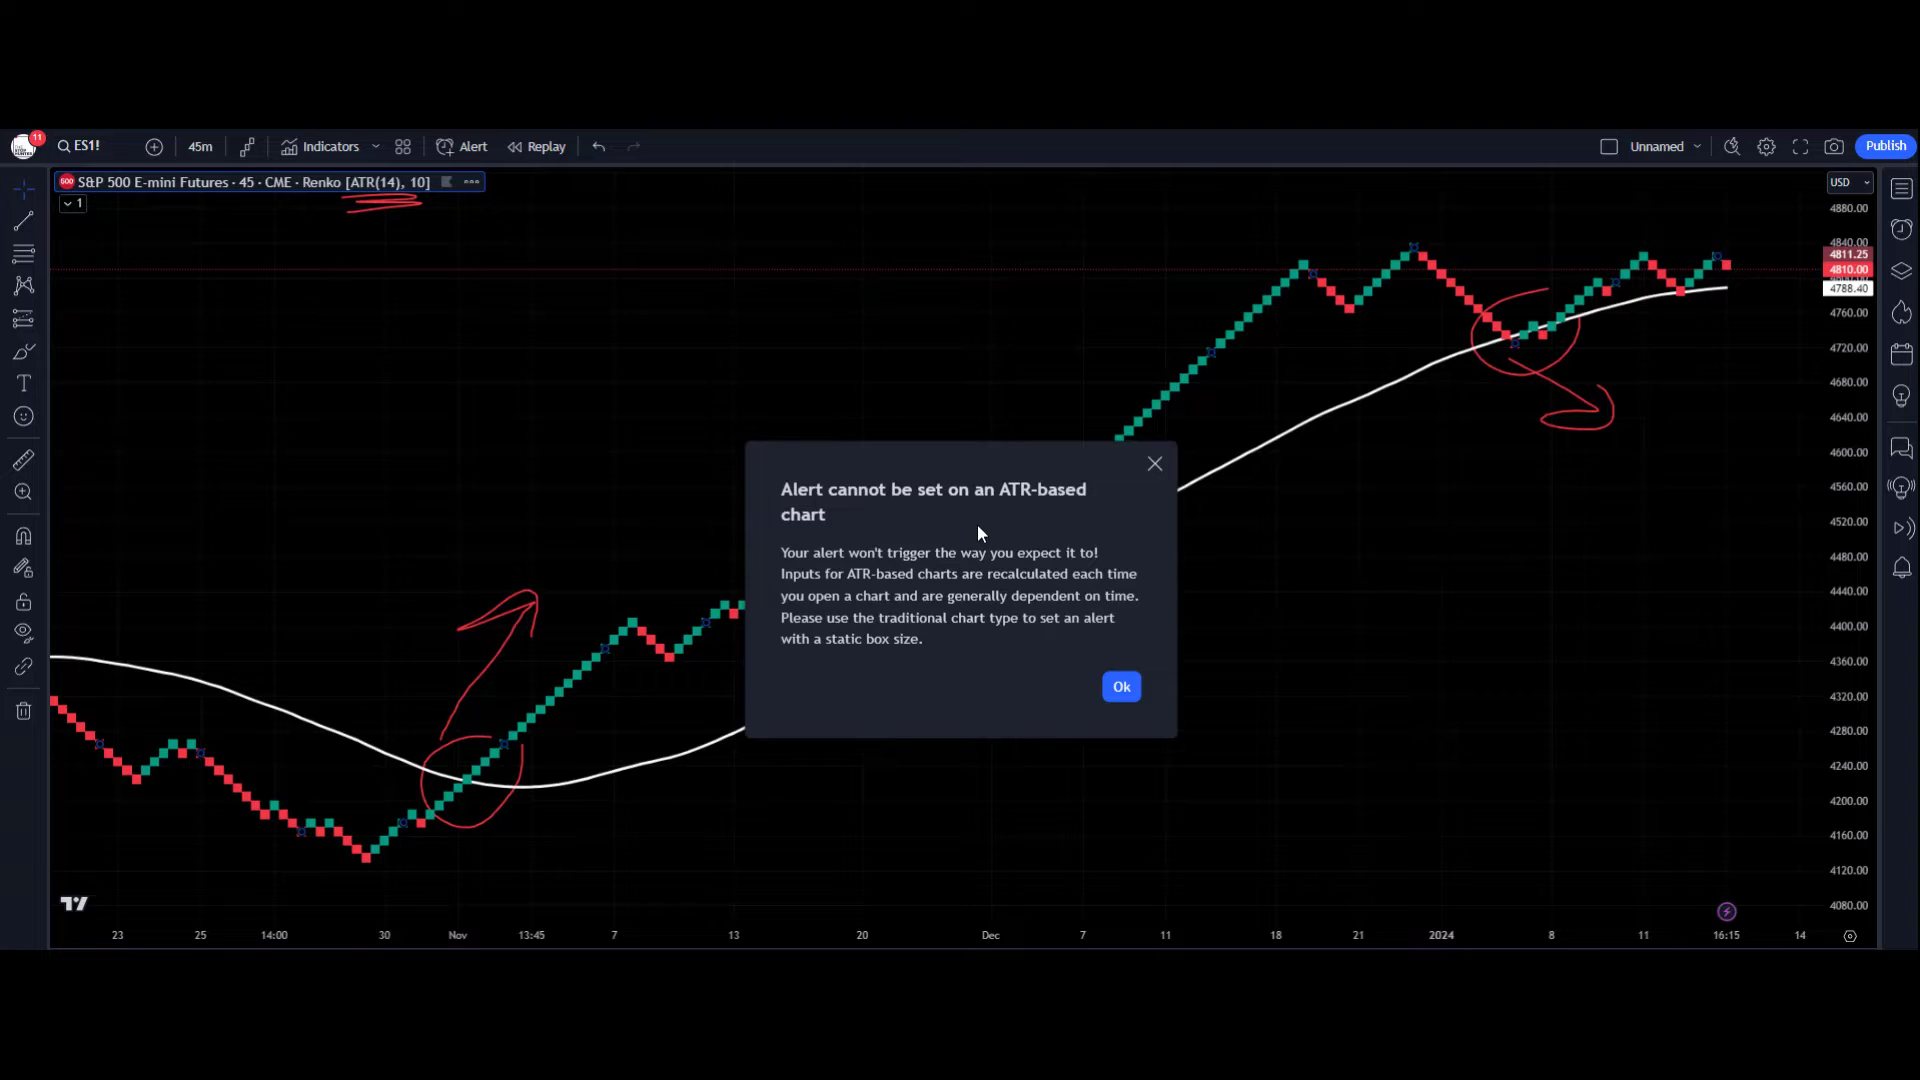 11
ES1!
45m
Indicators
Alert
Replay
Unnamed
Publish
500
S&P 500 E-mini Futures · 45 · CME · Renko [ATR(14), 10]
1
USD
4880.00
4840.00
4811.25
4810.00
4788.40
4760.00
4720.00
4680.00
4640.00
4600.00
4560.00
4520.00
4480.00
4440.00
4400.00
4360.00
4320.00
4280.00
4240.00
4200.00
4160.00
4120.00
4080.00
Alert cannot be set on an ATR-based
chart
Your alert won't trigger the way you expect it to!
Inputs for ATR-based charts are recalculated each time
you open a chart and are generally dependent on time.
Please use the traditional chart type to set an alert
with a static box size.
Ok
23 25 14:00 30 Nov 13:45 7 13 20 Dec 7 11 18 21 2024 8 11 16:15 14